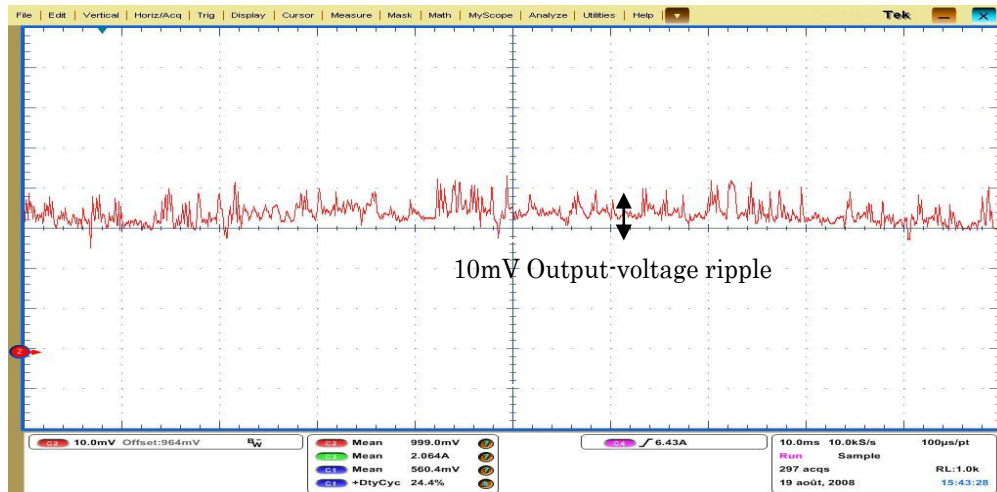 File | Edit | Vertical | Horiz/Acq | Trig | Display | Cursor | Measure | Mask | Math | MyScope | Analyze | Utilities | Help | Tek
10mV Output-voltage ripple
2
C2 10.0mV Offset:964mV BW
C2 Mean 999.0mV
C3 Mean 2.064A
C1 Mean 560.4mV
C1 +DtyCyc 24.4%
C4 6.43A
10.0ms 10.0kS/s 100µs/pt
Run Sample
297 acqs RL:1.0k
19 août, 2008 15:43:28